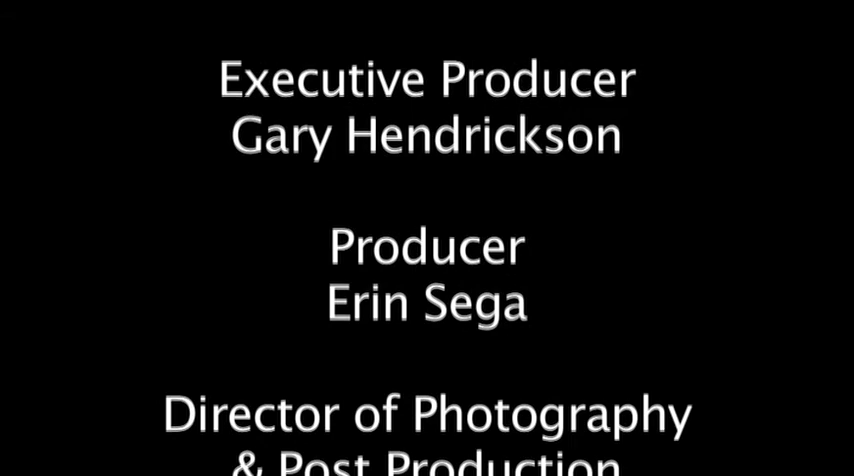 Executive Producer
Gary Hendrickson
Producer
Erin Sega
Director of Photography
& Post Production